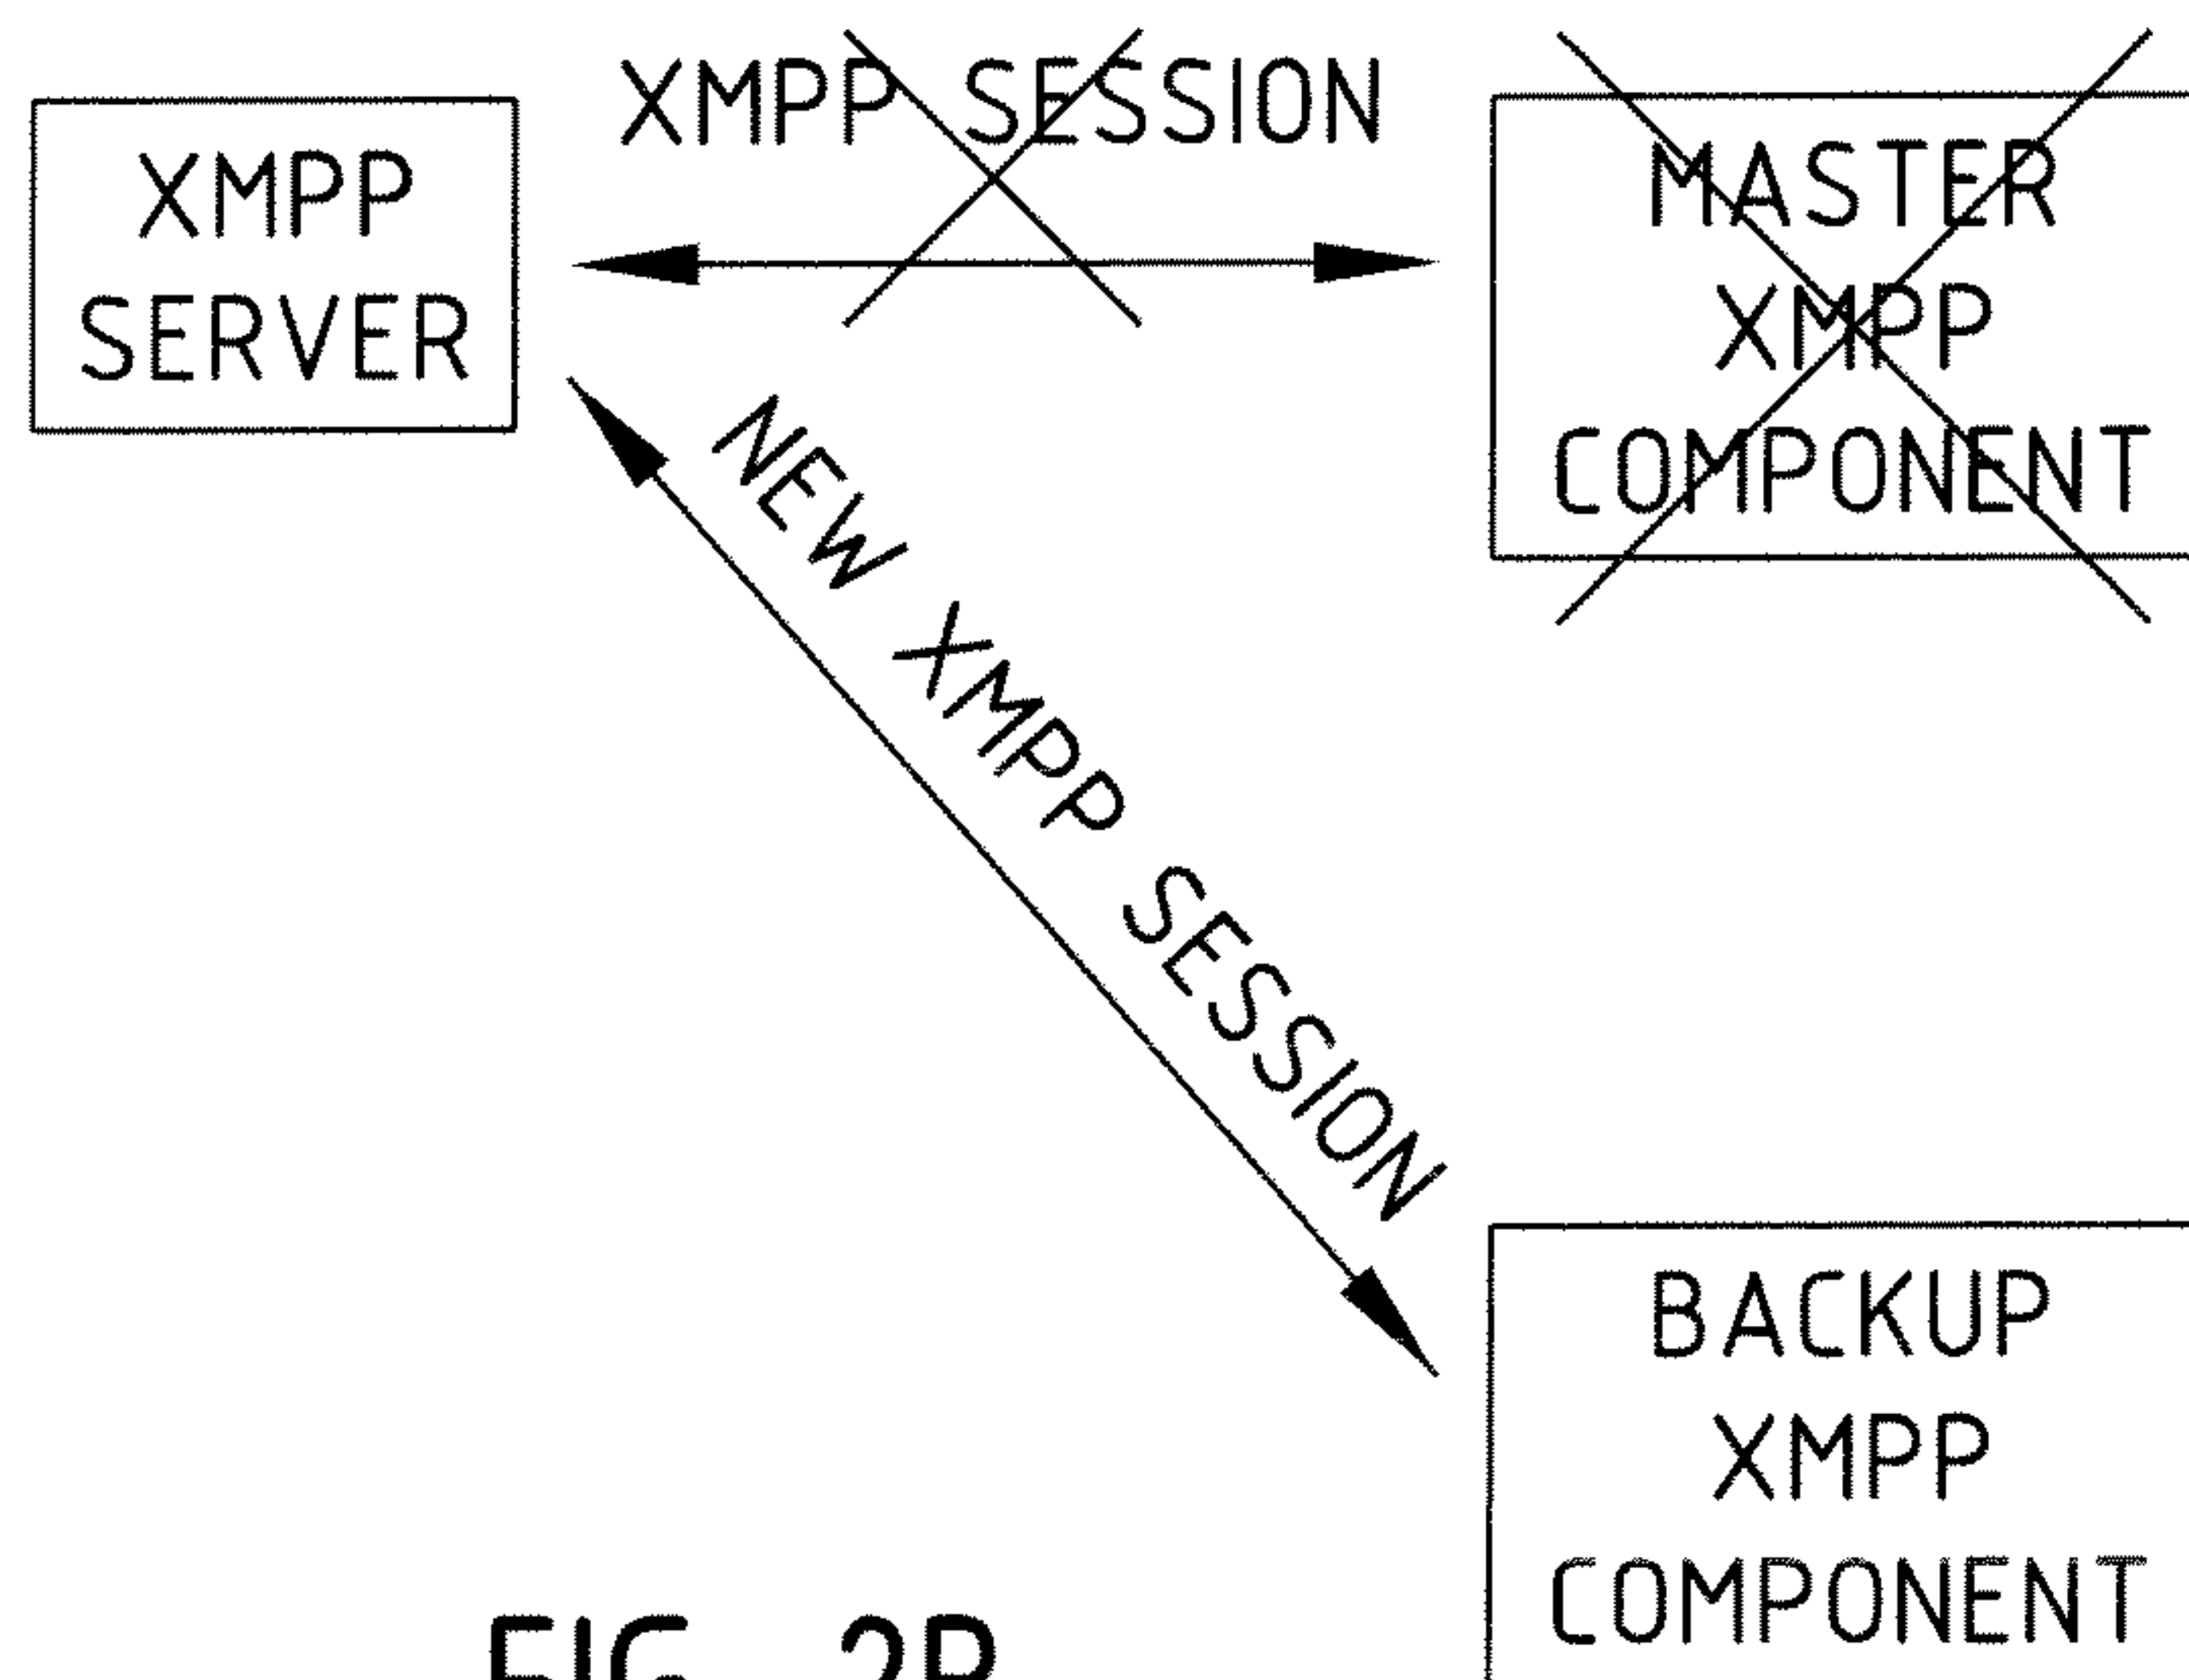 XMPP SESSION
XMPP
SERVER
MASTER
XMPP
COMPONENT
NEW XMPP SESSION
BACKUP
XMPP
COMPONENT